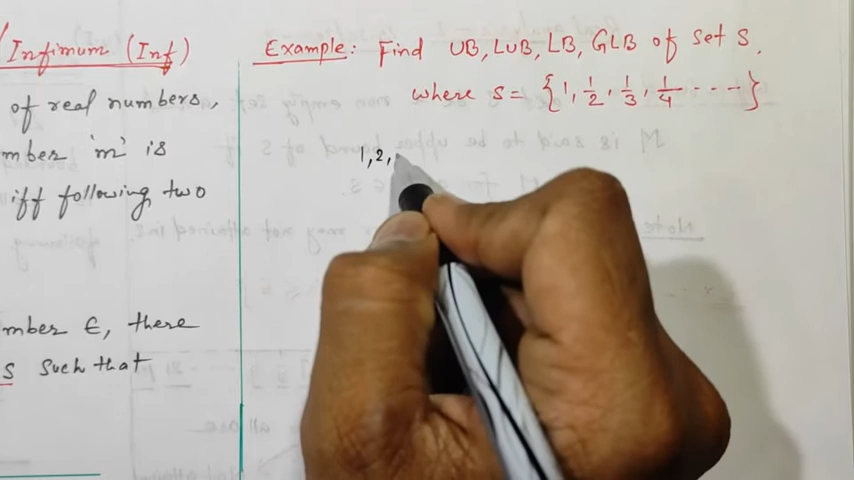 Infimum (Inf)
of real numbers,
mber 'm' is
iff following two
mber ϵ, there
s such that
Example: Find UB, LUB, LB, GLB of set S.
where s = {1, 1/2, 1/3, 1/4 - - - -}
1, 2,